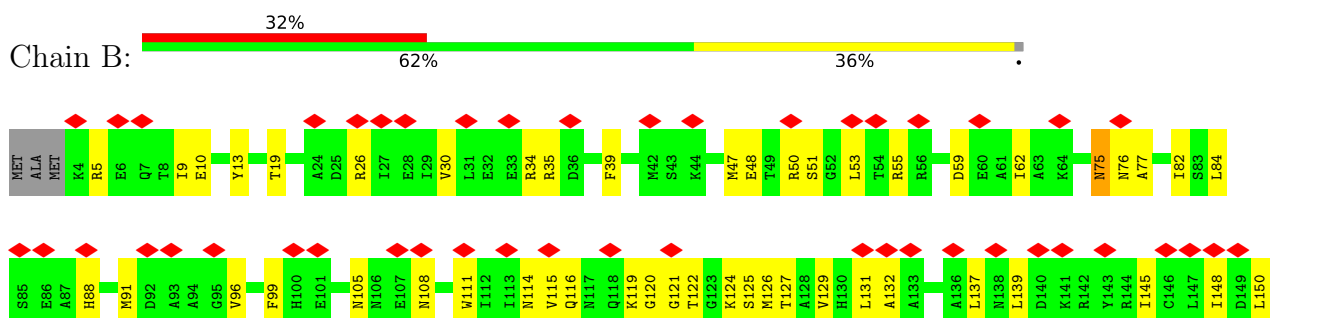 32%
Chain B:
62% 36% •
MET ALA MET K4 R5 E6 Q7 T8 I9 E10 Y13 T19 A24 D25 R26 I27 E28 I29 V30 L31 E32 E33 R34 R35 D36 F39 M42 S43 K44 M47 E48 T49 R50 S51 G52 L53 T54 R55 R56 D59 E60 A61 I62 A63 K64 N75 N76 A77 I82 S83 L84
S85 E86 A87 H88 M91 D92 A93 A94 G95 V96 F99 H100 E101 N105 N106 E107 N108 W111 I112 I113 N114 V115 Q116 N117 Q118 K119 G120 G121 T122 G123 K124 S125 M126 T127 A128 V129 H130 L131 A132 A133 A136 L137 N138 L139 D140 K141 R142 Y143 R144 I145 C146 L147 I148 D149 L150